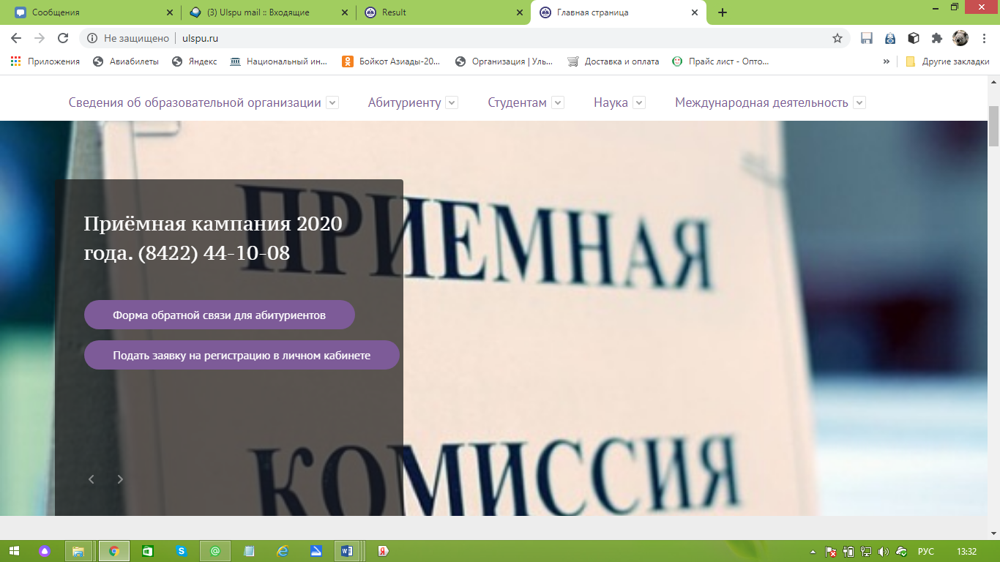 Сообщения
(3) Ulspu mail :: Входящие
Result
Главная страница
Не защищено
ulspu.ru
Приложения
Авиабилеты
Яндекс
Национальный ин...
Бойкот Азиады-20...
Организация | Уль...
Доставка и оплата
Прайс лист - Опто...
»
Другие закладки
Сведения об образовательной организации
Абитуриенту
Студентам
Наука
Международная деятельность
ПРИЕМНАЯ
КОМИССИЯ
Приёмная кампания 2020
года. (8422) 44-10-08
Форма обратной связи для абитуриентов
Подать заявку на регистрацию в личном кабинете
РУС
13:32